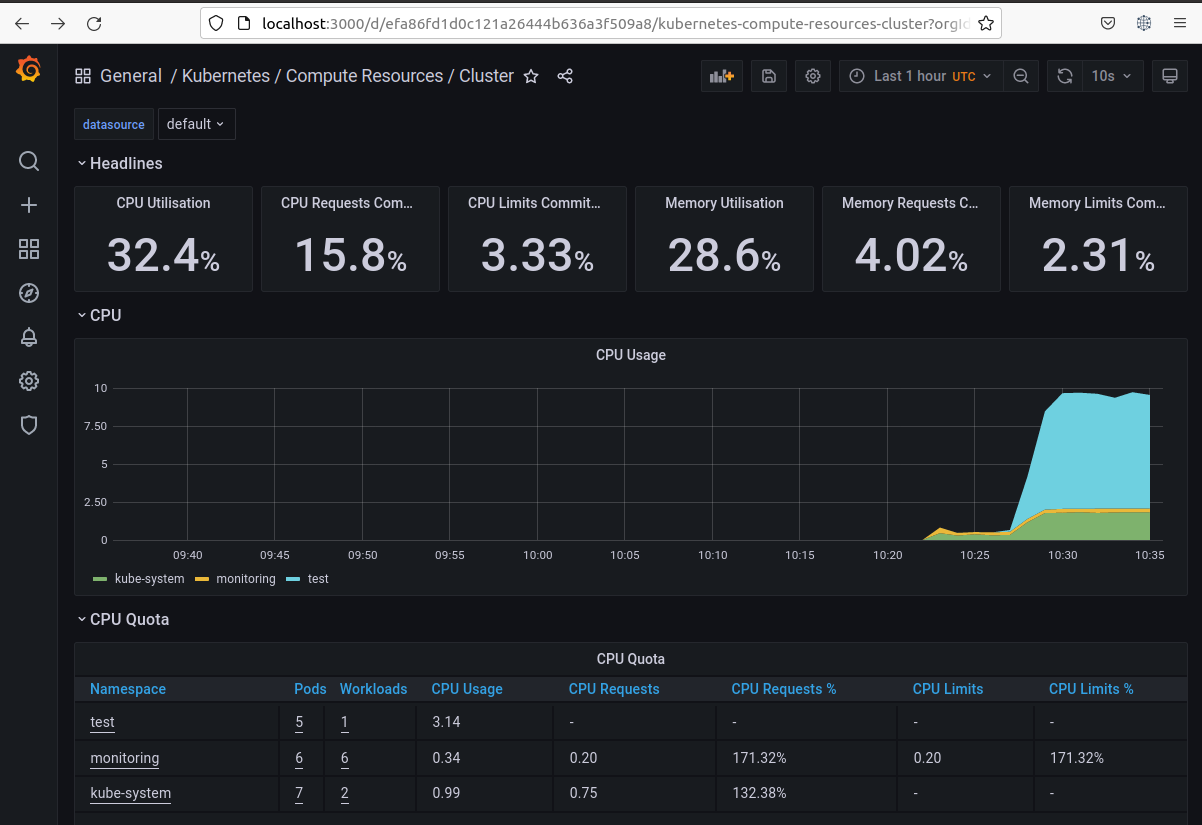 localhost:3000/d/efa86fd1d0c121a26444b636a3f509a8/kubernetes-compute-resources-cluster?orgId
General / Kubernetes / Compute Resources / Cluster
Last 1 hour UTC
10s
datasource default
Headlines
CPU Utilisation CPU Requests Com... CPU Limits Commit... Memory Utilisation Memory Requests C... Memory Limits Com...
32.4% 15.8% 3.33% 28.6% 4.02% 2.31%
CPU
CPU Usage
10
7.50
5
2.50
0
09:40 09:45 09:50 09:55 10:00 10:05 10:10 10:15 10:20 10:25 10:30 10:35
kube-system monitoring test
CPU Quota
CPU Quota
Namespace Pods Workloads CPU Usage CPU Requests CPU Requests % CPU Limits CPU Limits %
test 5 1 3.14 - - - -
monitoring 6 6 0.34 0.20 171.32% 0.20 171.32%
kube-system 7 2 0.99 0.75 132.38% - -